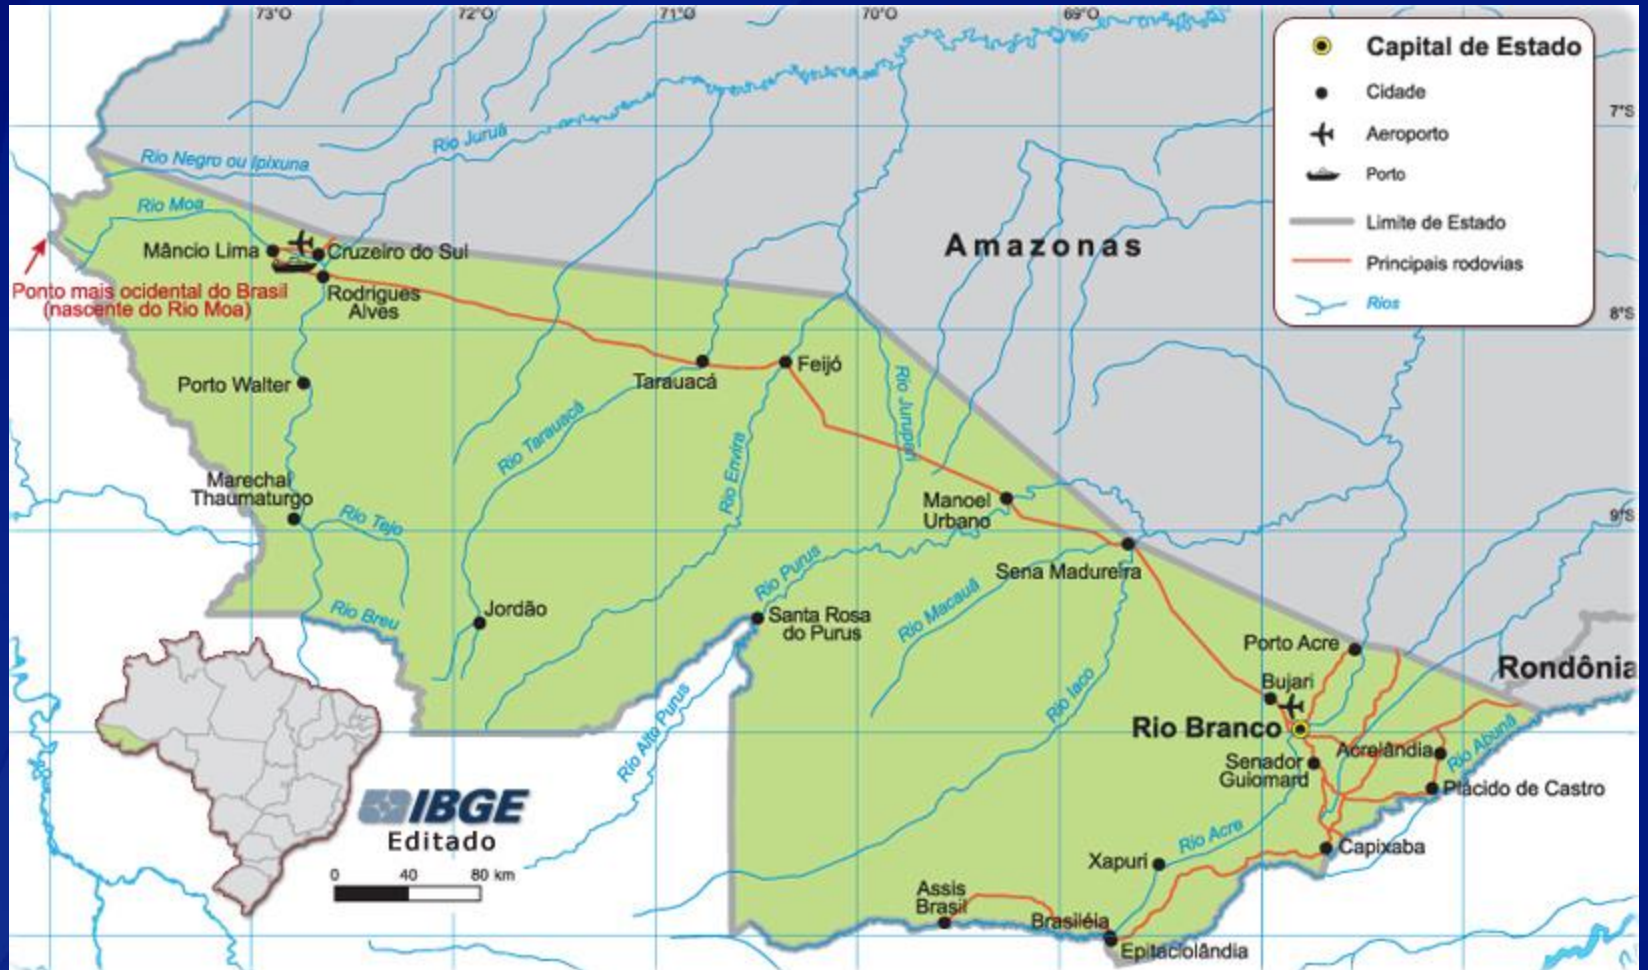 73°O
72°O
71°O
70°O
69°O
Capital de Estado
Cidade
Aeroporto
Porto
Limite de Estado
Principais rodovias
Rios
7°S
8°S
9°S
Rio Juruá
Rio Negro ou Ipixuna
Rio Moa
Mâncio Lima
Cruzeiro do Sul
Amazonas
Ponto mais ocidental do Brasil
(nascente do Rio Moa)
Rodrigues
Alves
Porto Walter
Tarauacá
Feijó
Rio Jurupari
Rio Tarauacá
Rio Envira
Marechal
Thaumaturgo
Rio Tejo
Manoel
Urbano
Sena Madureira
Rio Purus
Rio Macauã
Rio Breu
Jordão
Santa Rosa
do Purus
Porto Acre
Rondônia
Bujari
Rio Iaco
Rio Alto Purus
Rio Branco
Acrelândia
Rio Abunã
Senador
Guiomard
Plácido de Castro
IBGE
Editado
Rio Acre
Capixaba
Xapuri
0 40 80 km
Assis
Brasil
Brasiléia
Epitaciolândia